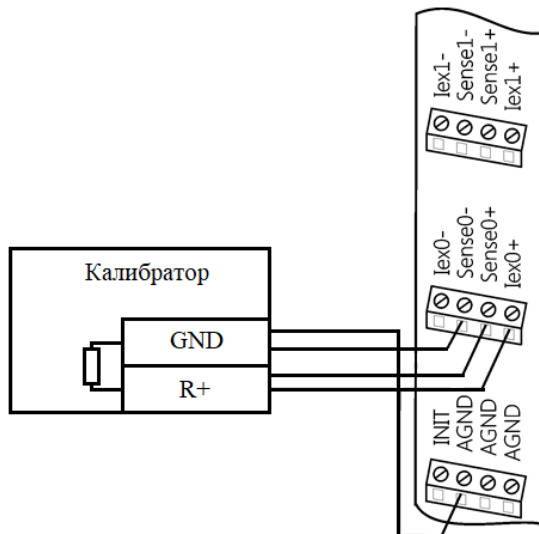 Iex1-
Sense1-
Sense1+
Iex1+
Iex0-
Sense0-
Sense0+
Iex0+
Калибратор
GND
R+
INIT
AGND
AGND
AGND